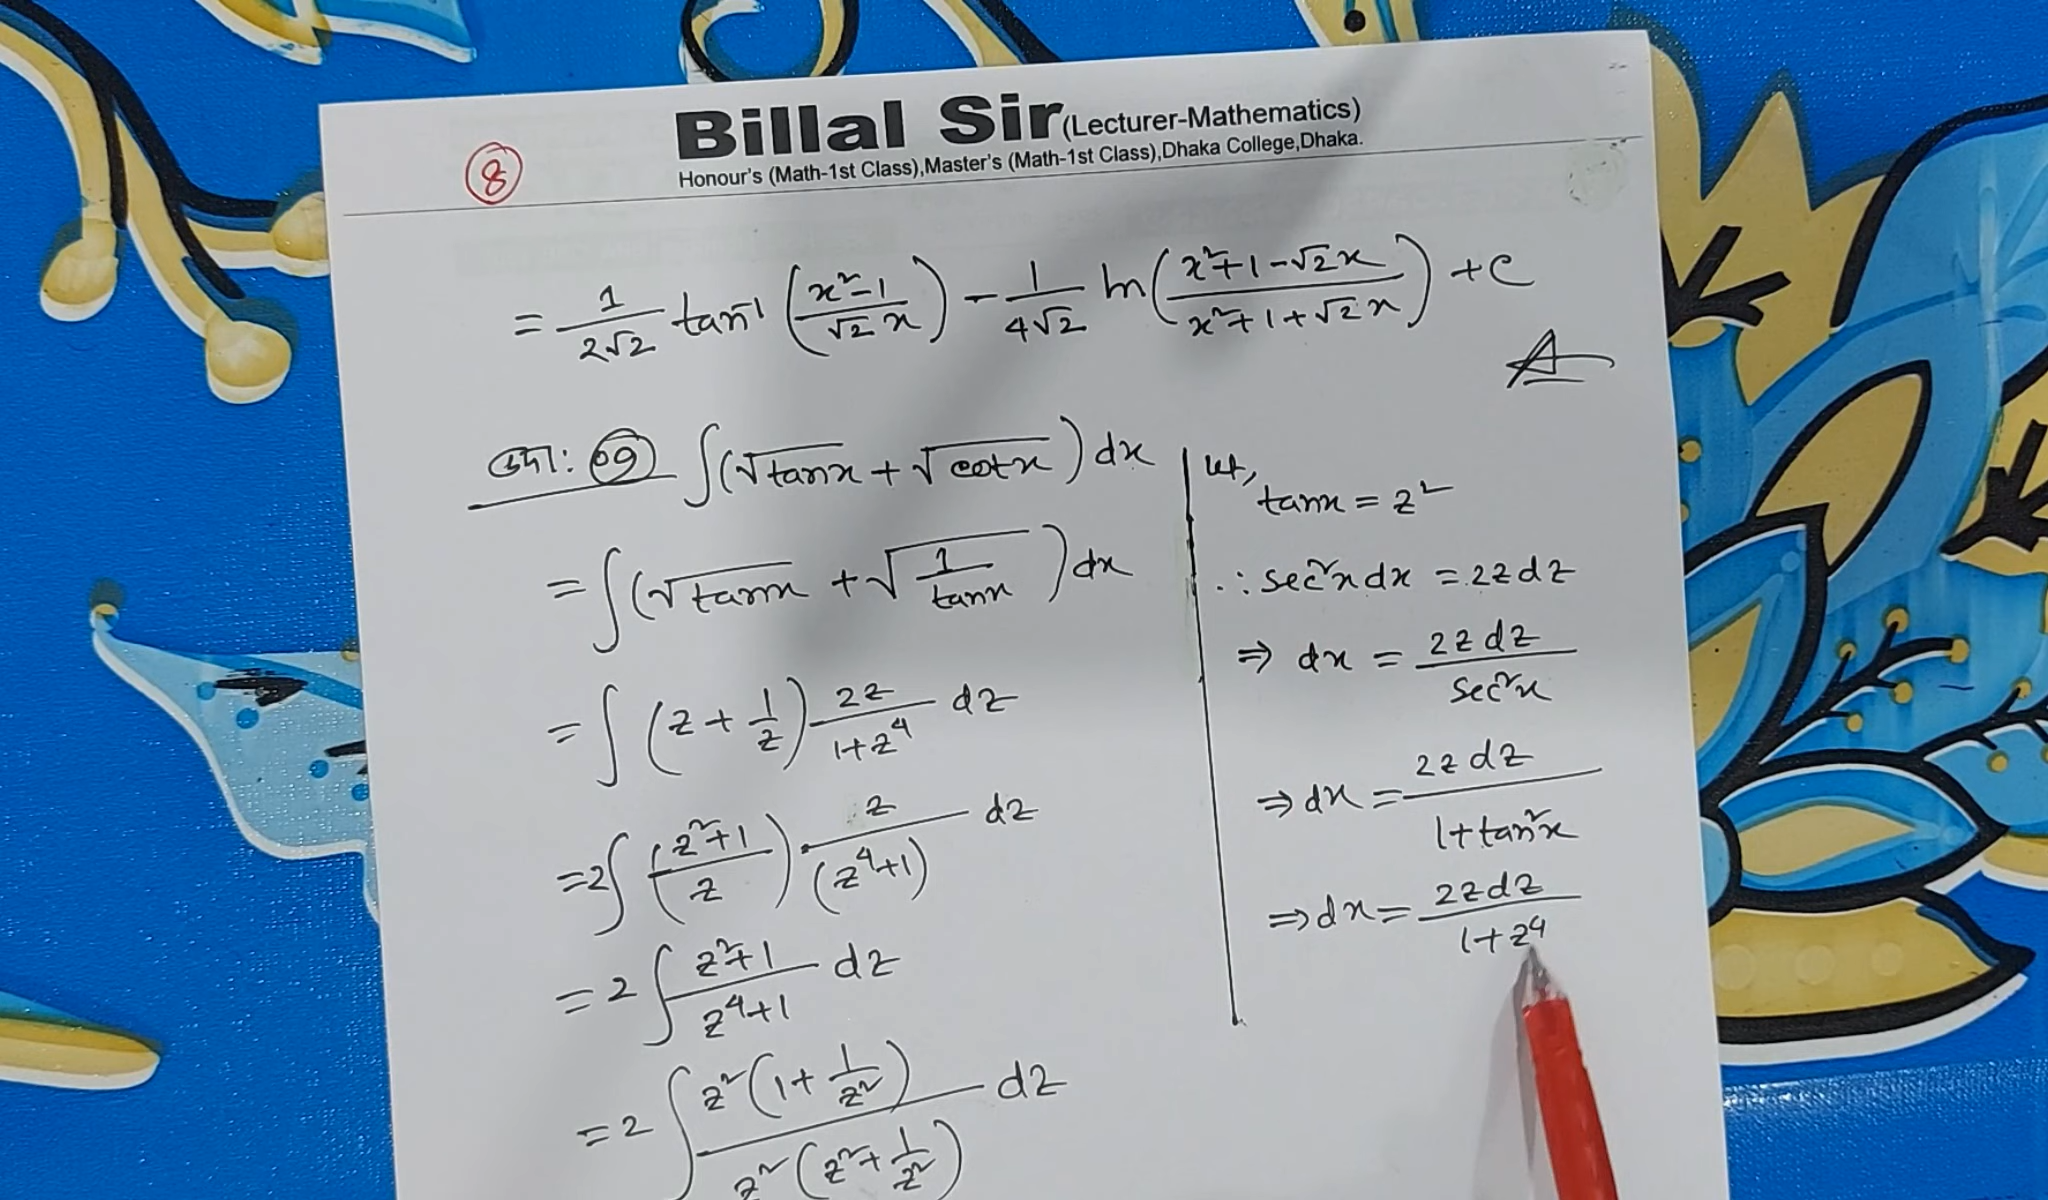 Billal Sir (Lecturer-Mathematics)
Honour's (Math-1st Class),Master's (Math-1st Class),Dhaka College,Dhaka.
8
= 1/(2√2) tan⁻¹ ((x²-1)/(√2 x)) - 1/(4√2) ln((x²+1-√2x)/(x²+1+√2x)) + c
উদা: 09 ∫(√tanx + √cotx) dx
= ∫(√tanx + √(1/tanx)) dx
= ∫(z + 1/z) 2z/(1+z⁴) dz
= 2∫((z²+1)/z) · z/(z⁴+1) dz
= 2∫ (z²+1)/(z⁴+1) dz
= 2∫ z²(1+1/z²)/(z²(z²+1/z²)) dz
let,
tanx = z²
∴ sec²x dx = 2z dz
⇒ dx = 2z dz/sec²x
⇒ dx = 2z dz/(1+tan²x)
⇒ dx = 2z dz/(1+z⁴)